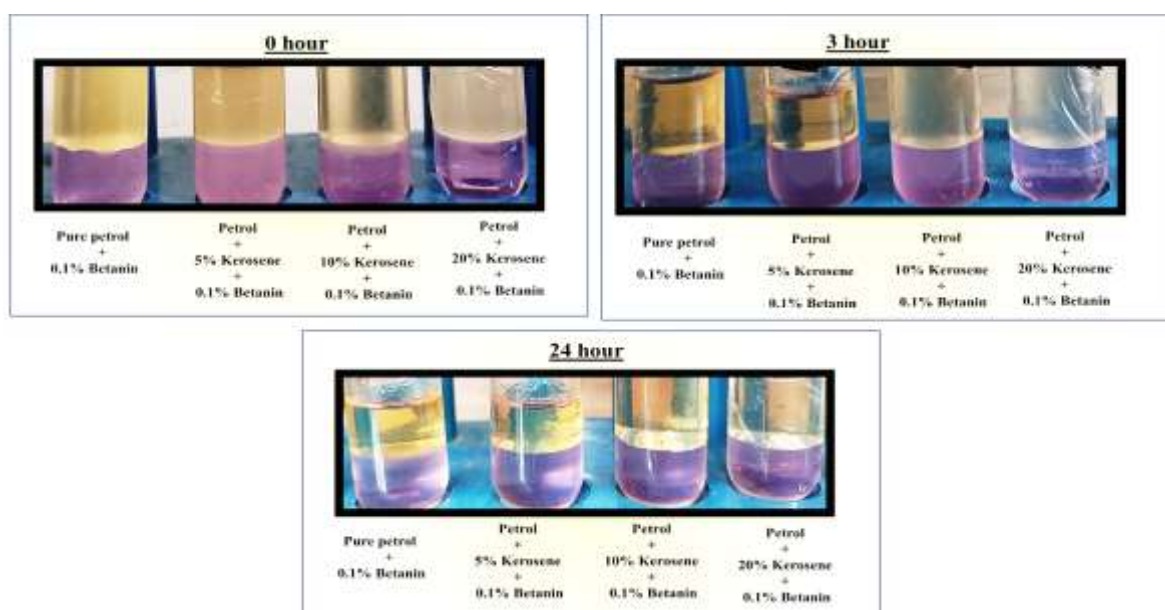 0 hour
Pure petrol
+
0.1% Betanin
Petrol
+
5% Kerosene
+
0.1% Betanin
Petrol
+
10% Kerosene
+
0.1% Betanin
Petrol
+
20% Kerosene
+
0.1% Betanin
3 hour
Pure petrol
+
0.1% Betanin
Petrol
+
5% Kerosene
+
0.1% Betanin
Petrol
+
10% Kerosene
+
0.1% Betanin
Petrol
+
20% Kerosene
+
0.1% Betanin
24 hour
Pure petrol
+
0.1% Betanin
Petrol
+
5% Kerosene
+
0.1% Betanin
Petrol
+
10% Kerosene
+
0.1% Betanin
Petrol
+
20% Kerosene
+
0.1% Betanin